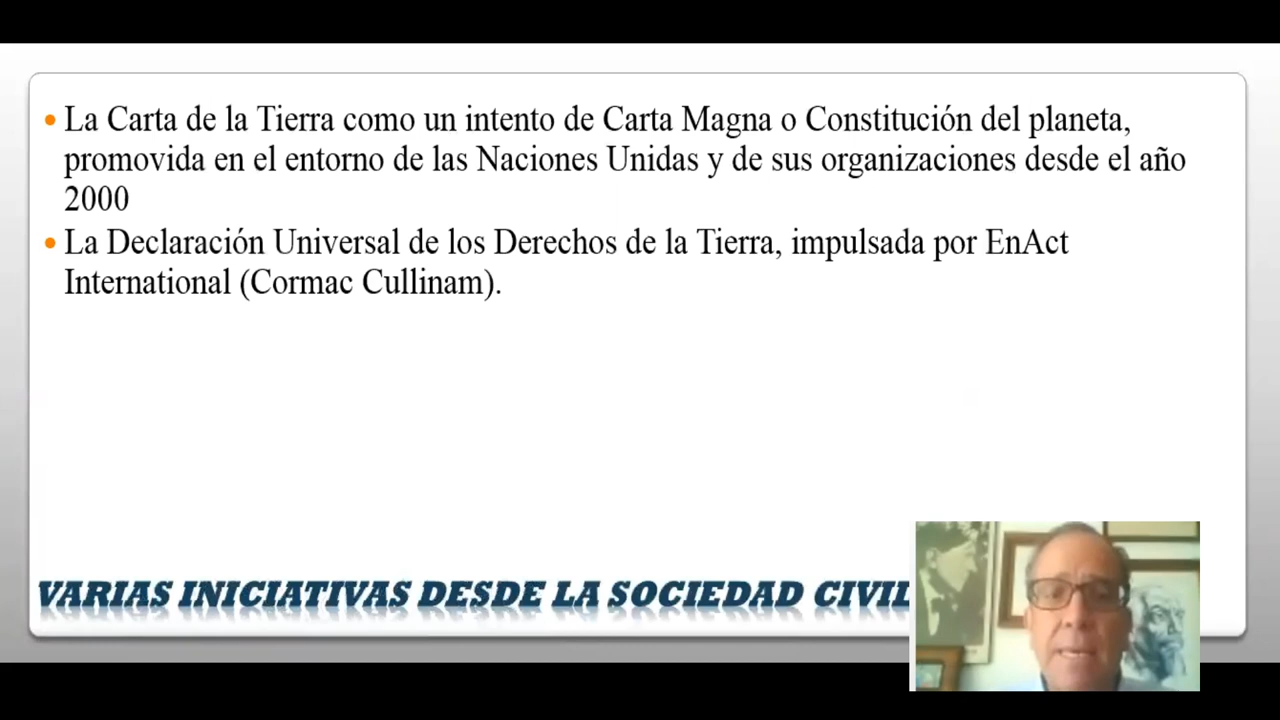 La Carta de la Tierra como un intento de Carta Magna o Constitución del planeta,
promovida en el entorno de las Naciones Unidas y de sus organizaciones desde el año
2000
La Declaración Universal de los Derechos de la Tierra, impulsada por EnAct
International (Cormac Cullinam).
VARIAS INICIATIVAS DESDE LA SOCIEDAD CIVIL